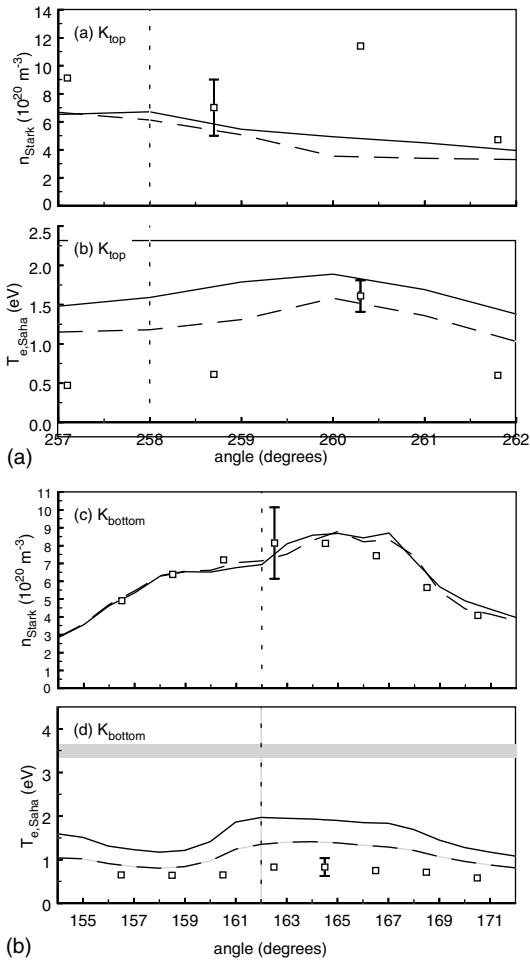 14
12
10
8
6
4
2
0
n_Stark (10^20 m^-3)
(a) K_top
2.5
2.0
1.5
1.0
0.5
0.0
T_e,Saha (eV)
(b) K_top
257 258 259 260 261 262
angle (degrees)
(a)
11
10
9
8
7
6
5
4
3
2
1
0
n_Stark (10^20 m^-3)
(c) K_bottom
4
3
2
1
0
T_e,Saha (eV)
(d) K_bottom
155 157 159 161 163 165 167 169 171
angle (degrees)
(b)